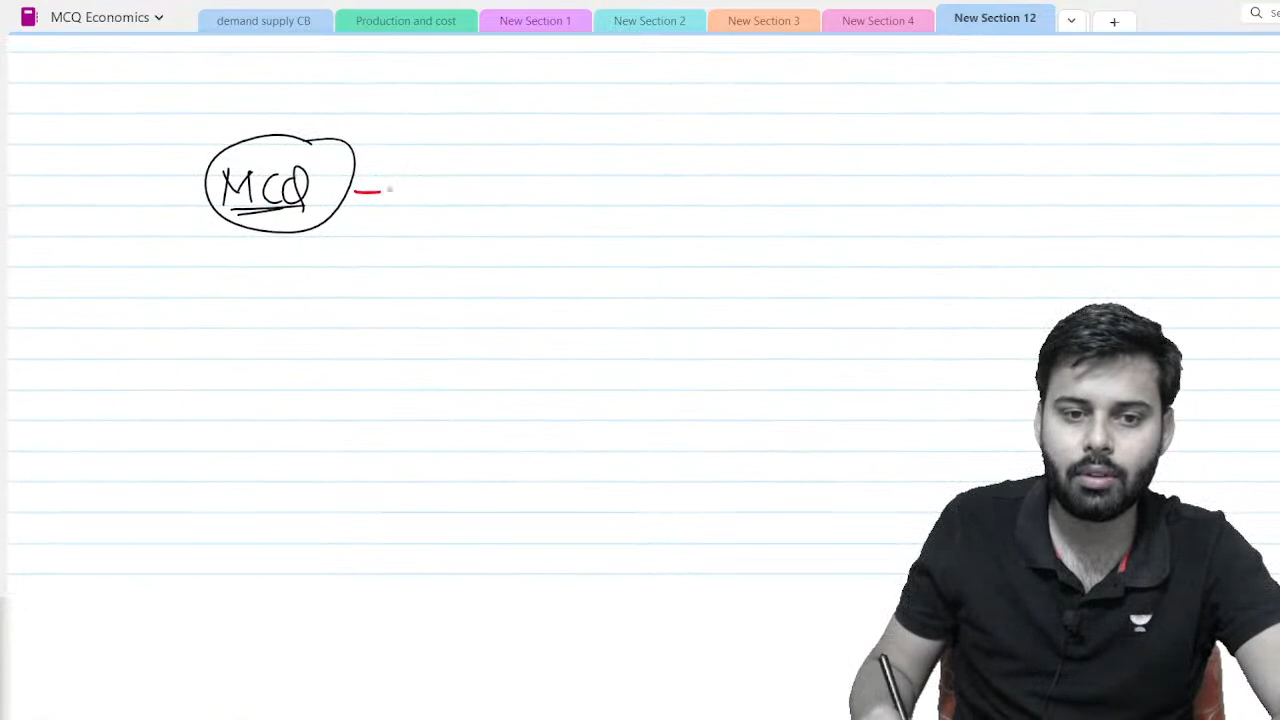 MCQ Economics
demand supply CB
Production and cost
New Section 1
New Section 2
New Section 3
New Section 4
New Section 12
+
MCQ